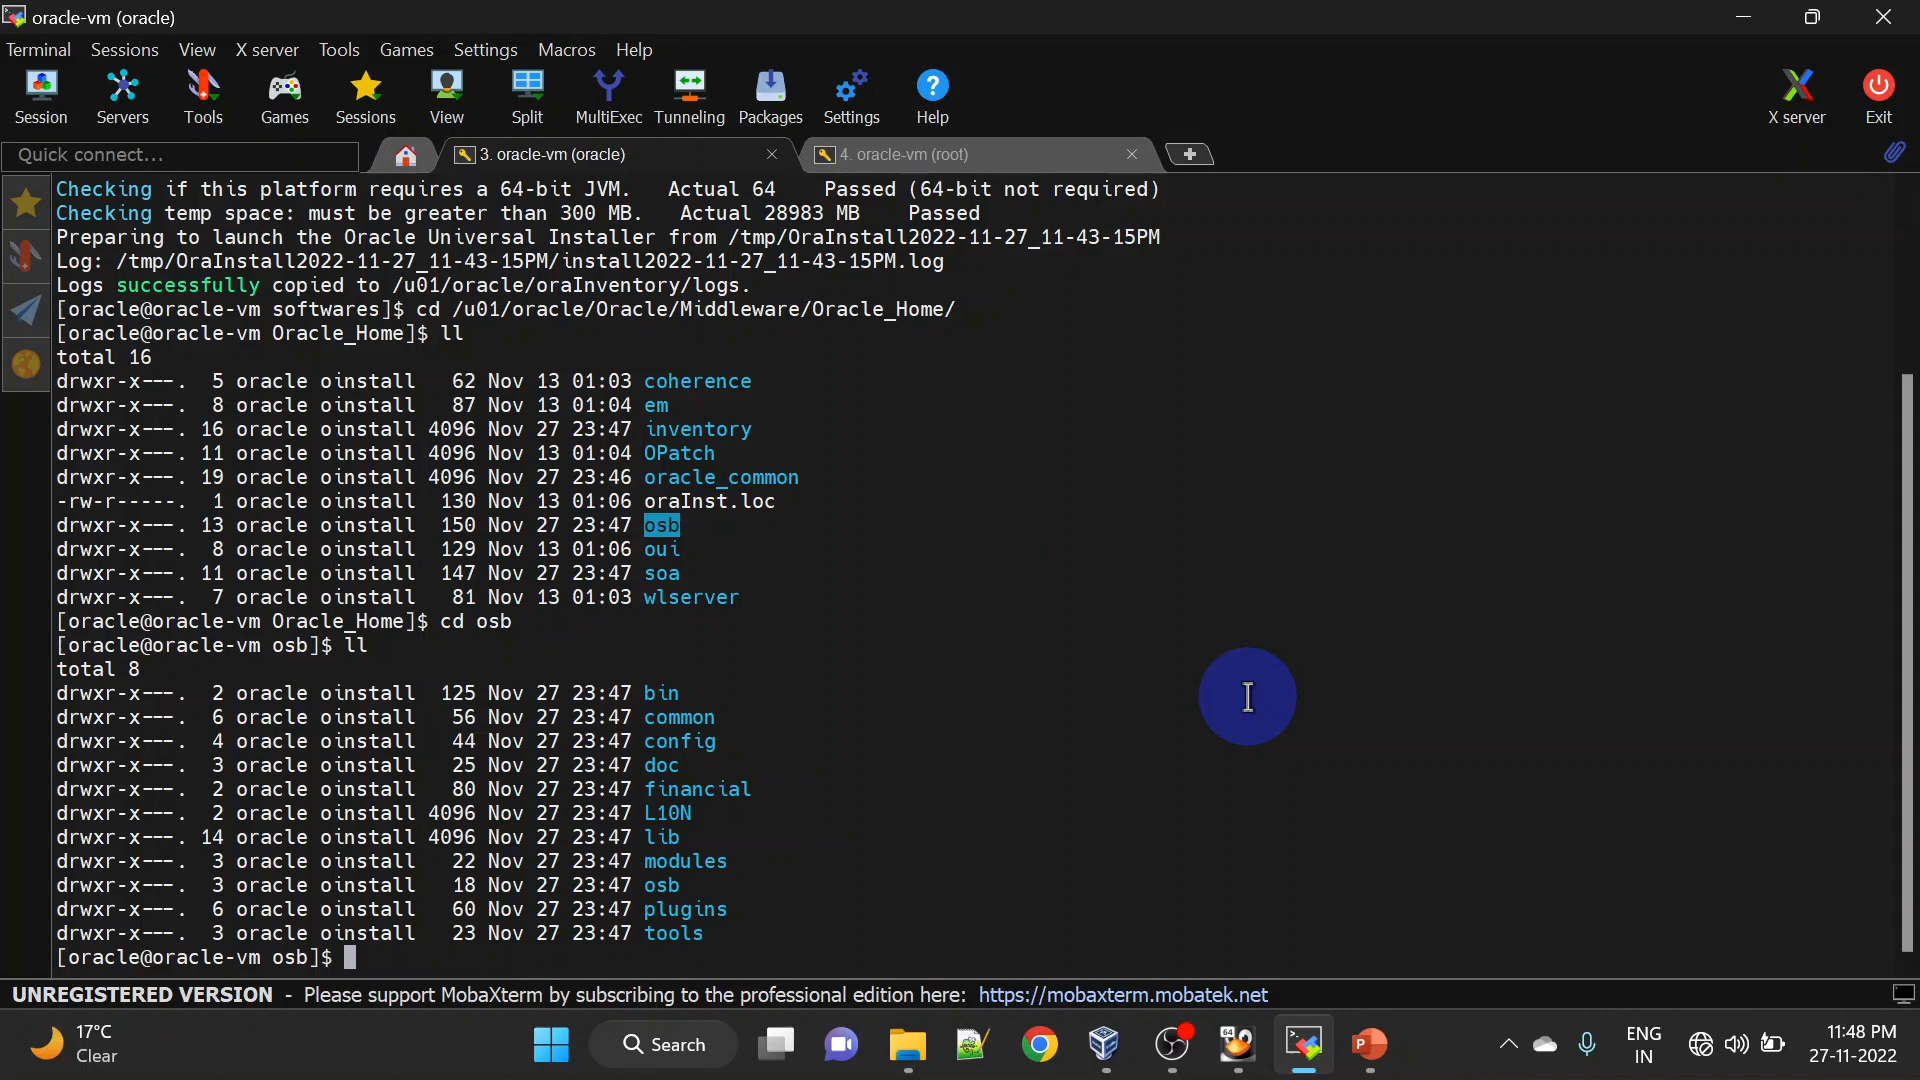 oracle-vm (oracle)
Terminal Sessions View X server Tools Games Settings Macros Help
Session Servers Tools Games Sessions View Split MultiExec Tunneling Packages Settings Help X server Exit
Quick connect... 3. oracle-vm (oracle) 4. oracle-vm (root)
Checking if this platform requires a 64-bit JVM.   Actual 64    Passed (64-bit not required)
Checking temp space: must be greater than 300 MB.   Actual 28983 MB    Passed
Preparing to launch the Oracle Universal Installer from /tmp/OraInstall2022-11-27_11-43-15PM
Log: /tmp/OraInstall2022-11-27_11-43-15PM/install2022-11-27_11-43-15PM.log
Logs successfully copied to /u01/oracle/oraInventory/logs.
[oracle@oracle-vm softwares]$ cd /u01/oracle/Oracle/Middleware/Oracle_Home/
[oracle@oracle-vm Oracle_Home]$ ll
total 16
drwxr-x---.  5 oracle oinstall   62 Nov 13 01:03 coherence
drwxr-x---.  8 oracle oinstall   87 Nov 13 01:04 em
drwxr-x---. 16 oracle oinstall 4096 Nov 27 23:47 inventory
drwxr-x---. 11 oracle oinstall 4096 Nov 13 01:04 OPatch
drwxr-x---. 19 oracle oinstall 4096 Nov 27 23:46 oracle_common
-rw-r-----.  1 oracle oinstall  130 Nov 13 01:06 oraInst.loc
drwxr-x---. 13 oracle oinstall  150 Nov 27 23:47 osb
drwxr-x---.  8 oracle oinstall  129 Nov 13 01:06 oui
drwxr-x---. 11 oracle oinstall  147 Nov 27 23:47 soa
drwxr-x---.  7 oracle oinstall   81 Nov 13 01:03 wlserver
[oracle@oracle-vm Oracle_Home]$ cd osb
[oracle@oracle-vm osb]$ ll
total 8
drwxr-x---.  2 oracle oinstall  125 Nov 27 23:47 bin
drwxr-x---.  6 oracle oinstall   56 Nov 27 23:47 common
drwxr-x---.  4 oracle oinstall   44 Nov 27 23:47 config
drwxr-x---.  3 oracle oinstall   25 Nov 27 23:47 doc
drwxr-x---.  2 oracle oinstall   80 Nov 27 23:47 financial
drwxr-x---.  2 oracle oinstall 4096 Nov 27 23:47 L10N
drwxr-x---. 14 oracle oinstall 4096 Nov 27 23:47 lib
drwxr-x---.  3 oracle oinstall   22 Nov 27 23:47 modules
drwxr-x---.  3 oracle oinstall   18 Nov 27 23:47 osb
drwxr-x---.  6 oracle oinstall   60 Nov 27 23:47 plugins
drwxr-x---.  3 oracle oinstall   23 Nov 27 23:47 tools
[oracle@oracle-vm osb]$
UNREGISTERED VERSION - Please support MobaXterm by subscribing to the professional edition here: https://mobaxterm.mobatek.net
17°C
Clear
Search
64
P
ENG
IN
11:48 PM
27-11-2022